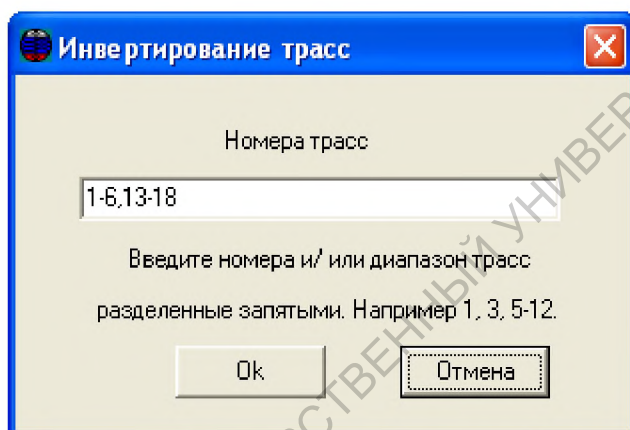 Инвертирование трасс
Номера трасс
1-6,13-18
Введите номера и/ или диапазон трасс
разделенные запятыми. Например 1, 3, 5-12.
Ok
Отмена